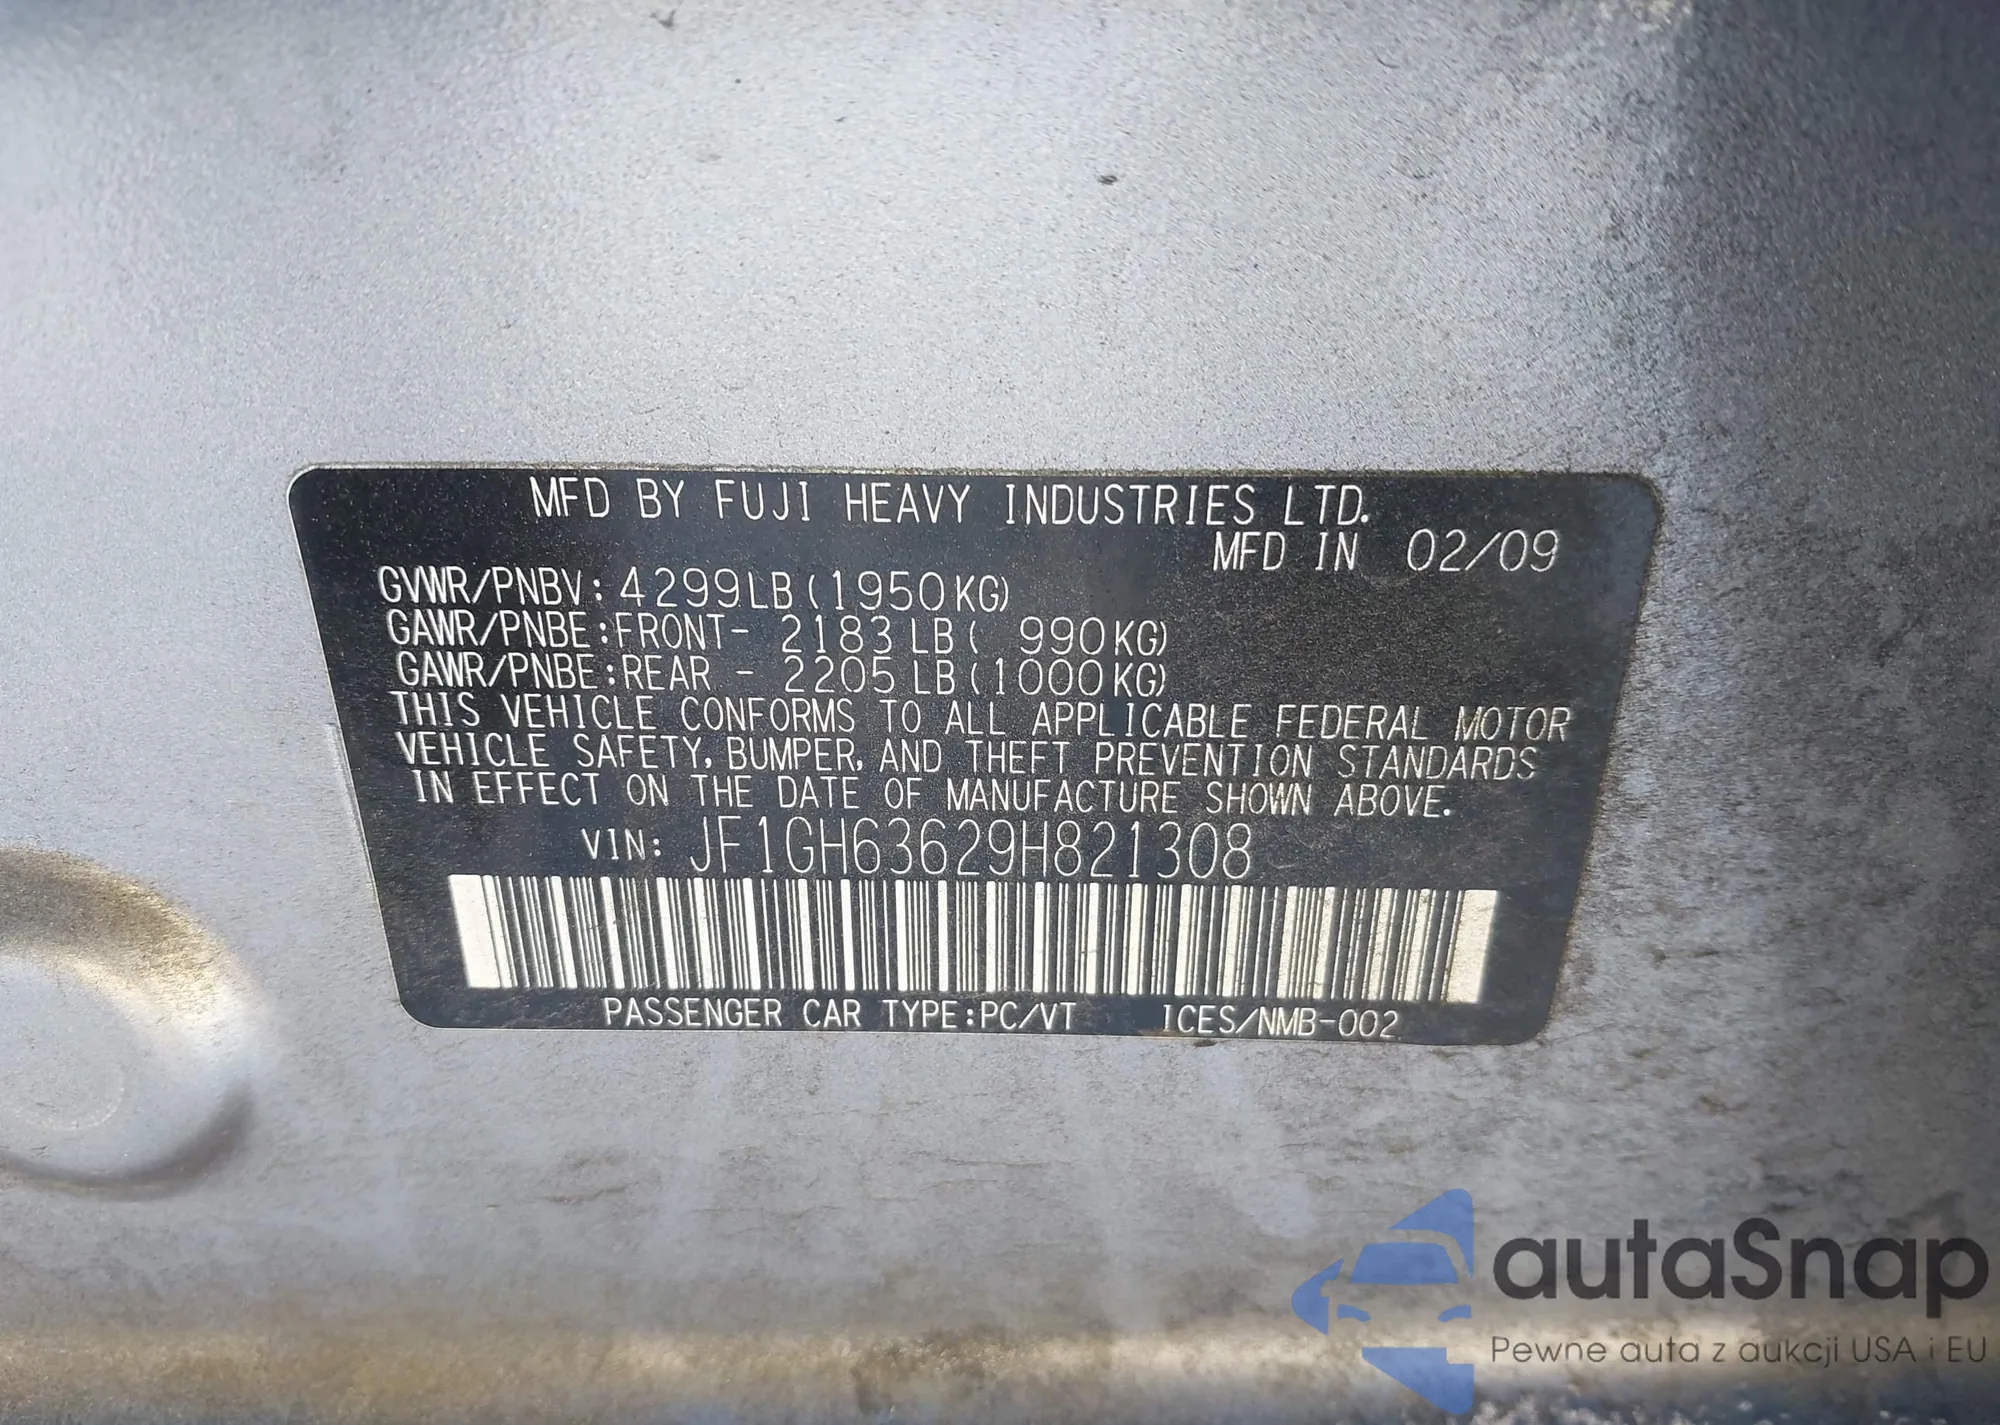 MFD BY FUJI HEAVY INDUSTRIES LTD.
MFD IN 02/09
GVWR/PNBV: 4299LB(1950KG)
GAWR/PNBE:FRONT- 2183LB( 990KG)
GAWR/PNBE:REAR - 2205LB(1000KG)
THIS VEHICLE CONFORMS TO ALL APPLICABLE FEDERAL MOTOR
VEHICLE SAFETY, BUMPER, AND THEFT PREVENTION STANDARDS
IN EFFECT ON THE DATE OF MANUFACTURE SHOWN ABOVE.
VIN: JF1GH63629H821308
PASSENGER CAR TYPE:PC/VT ICES/NMB-002
autaSnap
Pewne auta z aukcji USA i EU